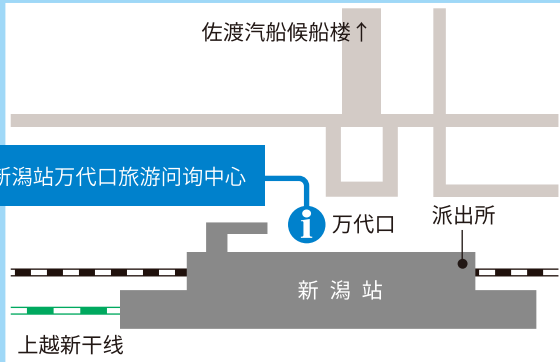 佐渡汽船候船楼↑
新潟站万代口旅游问询中心
i 万代口
派出所
新潟站
上越新干线